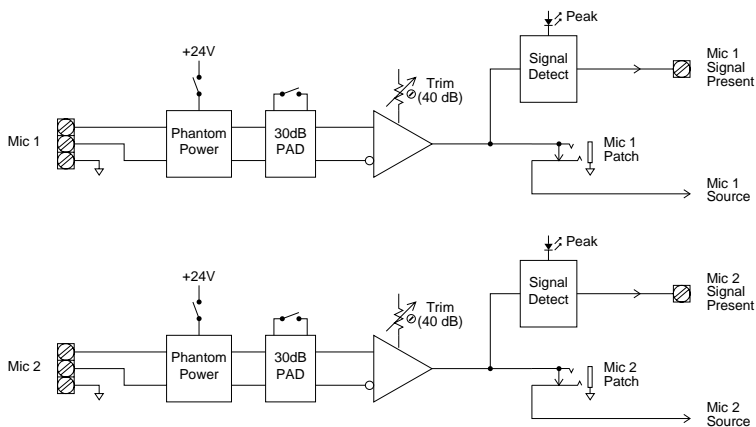 Peak
+24V
Signal
Detect
Mic 1
Signal
Present
Trim
(40 dB)
Mic 1
Phantom
Power
30dB
PAD
Mic 1
Patch
Mic 1
Source
Peak
+24V
Signal
Detect
Mic 2
Signal
Present
Trim
(40 dB)
Mic 2
Phantom
Power
30dB
PAD
Mic 2
Patch
Mic 2
Source